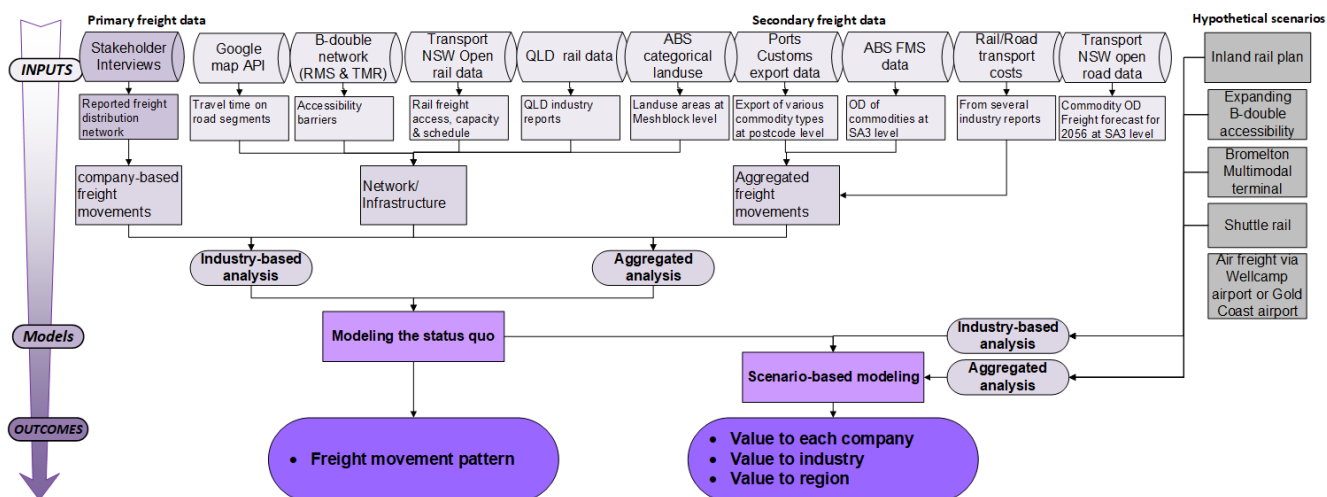 Primary freight data
Secondary freight data
Hypothetical scenarios
INPUTS
Stakeholder
Interviews
Google
map API
B-double
network
(RMS & TMR)
Transport
NSW Open
rail data
QLD rail data
ABS
categorical
landuse
Ports
Customs
export data
ABS FMS
data
Rail/Road
transport
costs
Transport
NSW open
road data
Reported freight
distribution
network
Travel time on
road segments
Accessibility
barriers
Rail freight
access, capacity
& schedule
QLD industry
reports
Landuse areas at
Meshblock level
Export of various
commodity types
at postcode level
OD of
commodities at
SA3 level
From several
industry reports
Commodity OD
Freight forecast for
2056 at SA3 level
company-based
freight
movements
Network/
Infrastructure
Aggregated
freight
movements
Industry-based
analysis
Aggregated
analysis
Inland rail plan
Expanding
B-double
accessibility
Bromelton
Multimodal
terminal
Shuttle rail
Air freight via
Wellcamp
airport or Gold
Coast airport
Models
Modeling the status quo
Industry-based
analysis
Scenario-based modeling
Aggregated
analysis
OUTCOMES
• Freight movement pattern
• Value to each company
• Value to industry
• Value to region